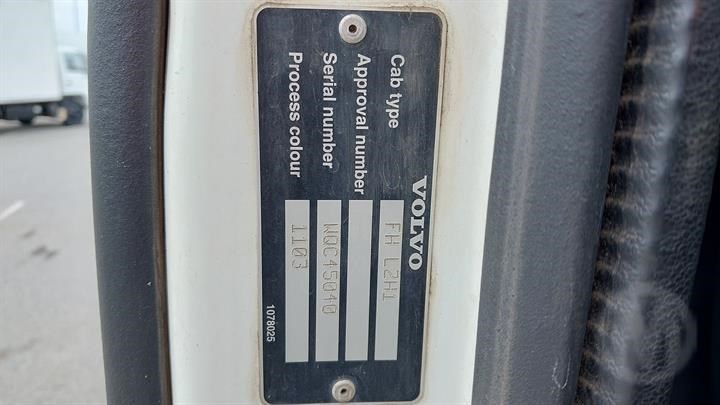 VOLVO
Cab type FH L2H1
Approval number
Serial number WQC45040
Process colour 1103
1078025